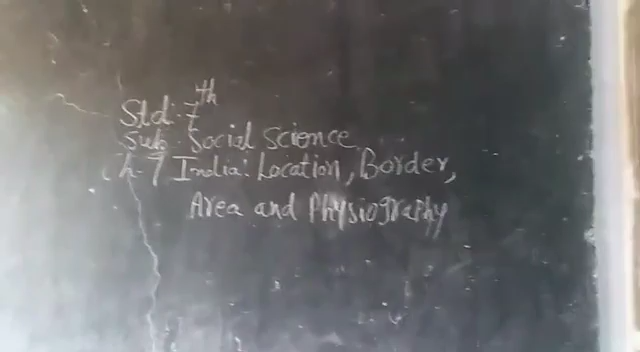 Std:-7th
Sub:- Social Science
Ch-7 India: Location, Border,
Area and Physiography